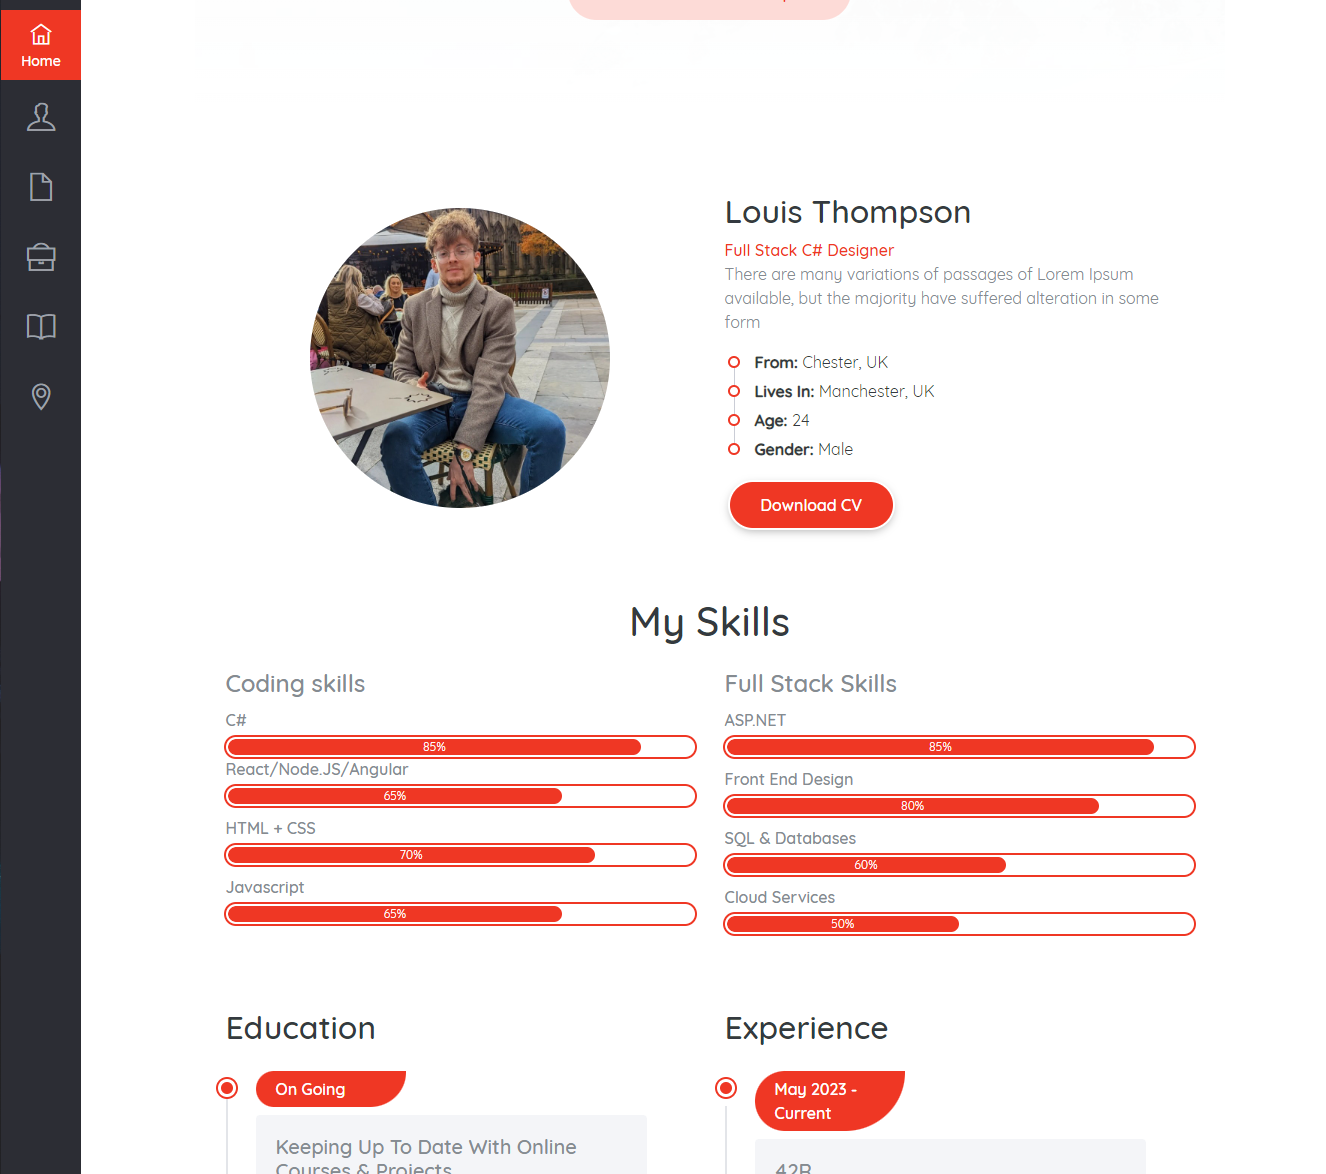 Home
Louis Thompson
Full Stack C# Designer
There are many variations of passages of Lorem Ipsum
available, but the majority have suffered alteration in some
form
From: Chester, UK
Lives In: Manchester, UK
Age: 24
Gender: Male
Download CV
My Skills
Coding skills
C#
85%
React/Node.JS/Angular
65%
HTML + CSS
70%
Javascript
65%
Full Stack Skills
ASP.NET
85%
Front End Design
80%
SQL & Databases
60%
Cloud Services
50%
Education
On Going
Keeping Up To Date With Online
Courses & Projects
Experience
May 2023 -
Current
42R